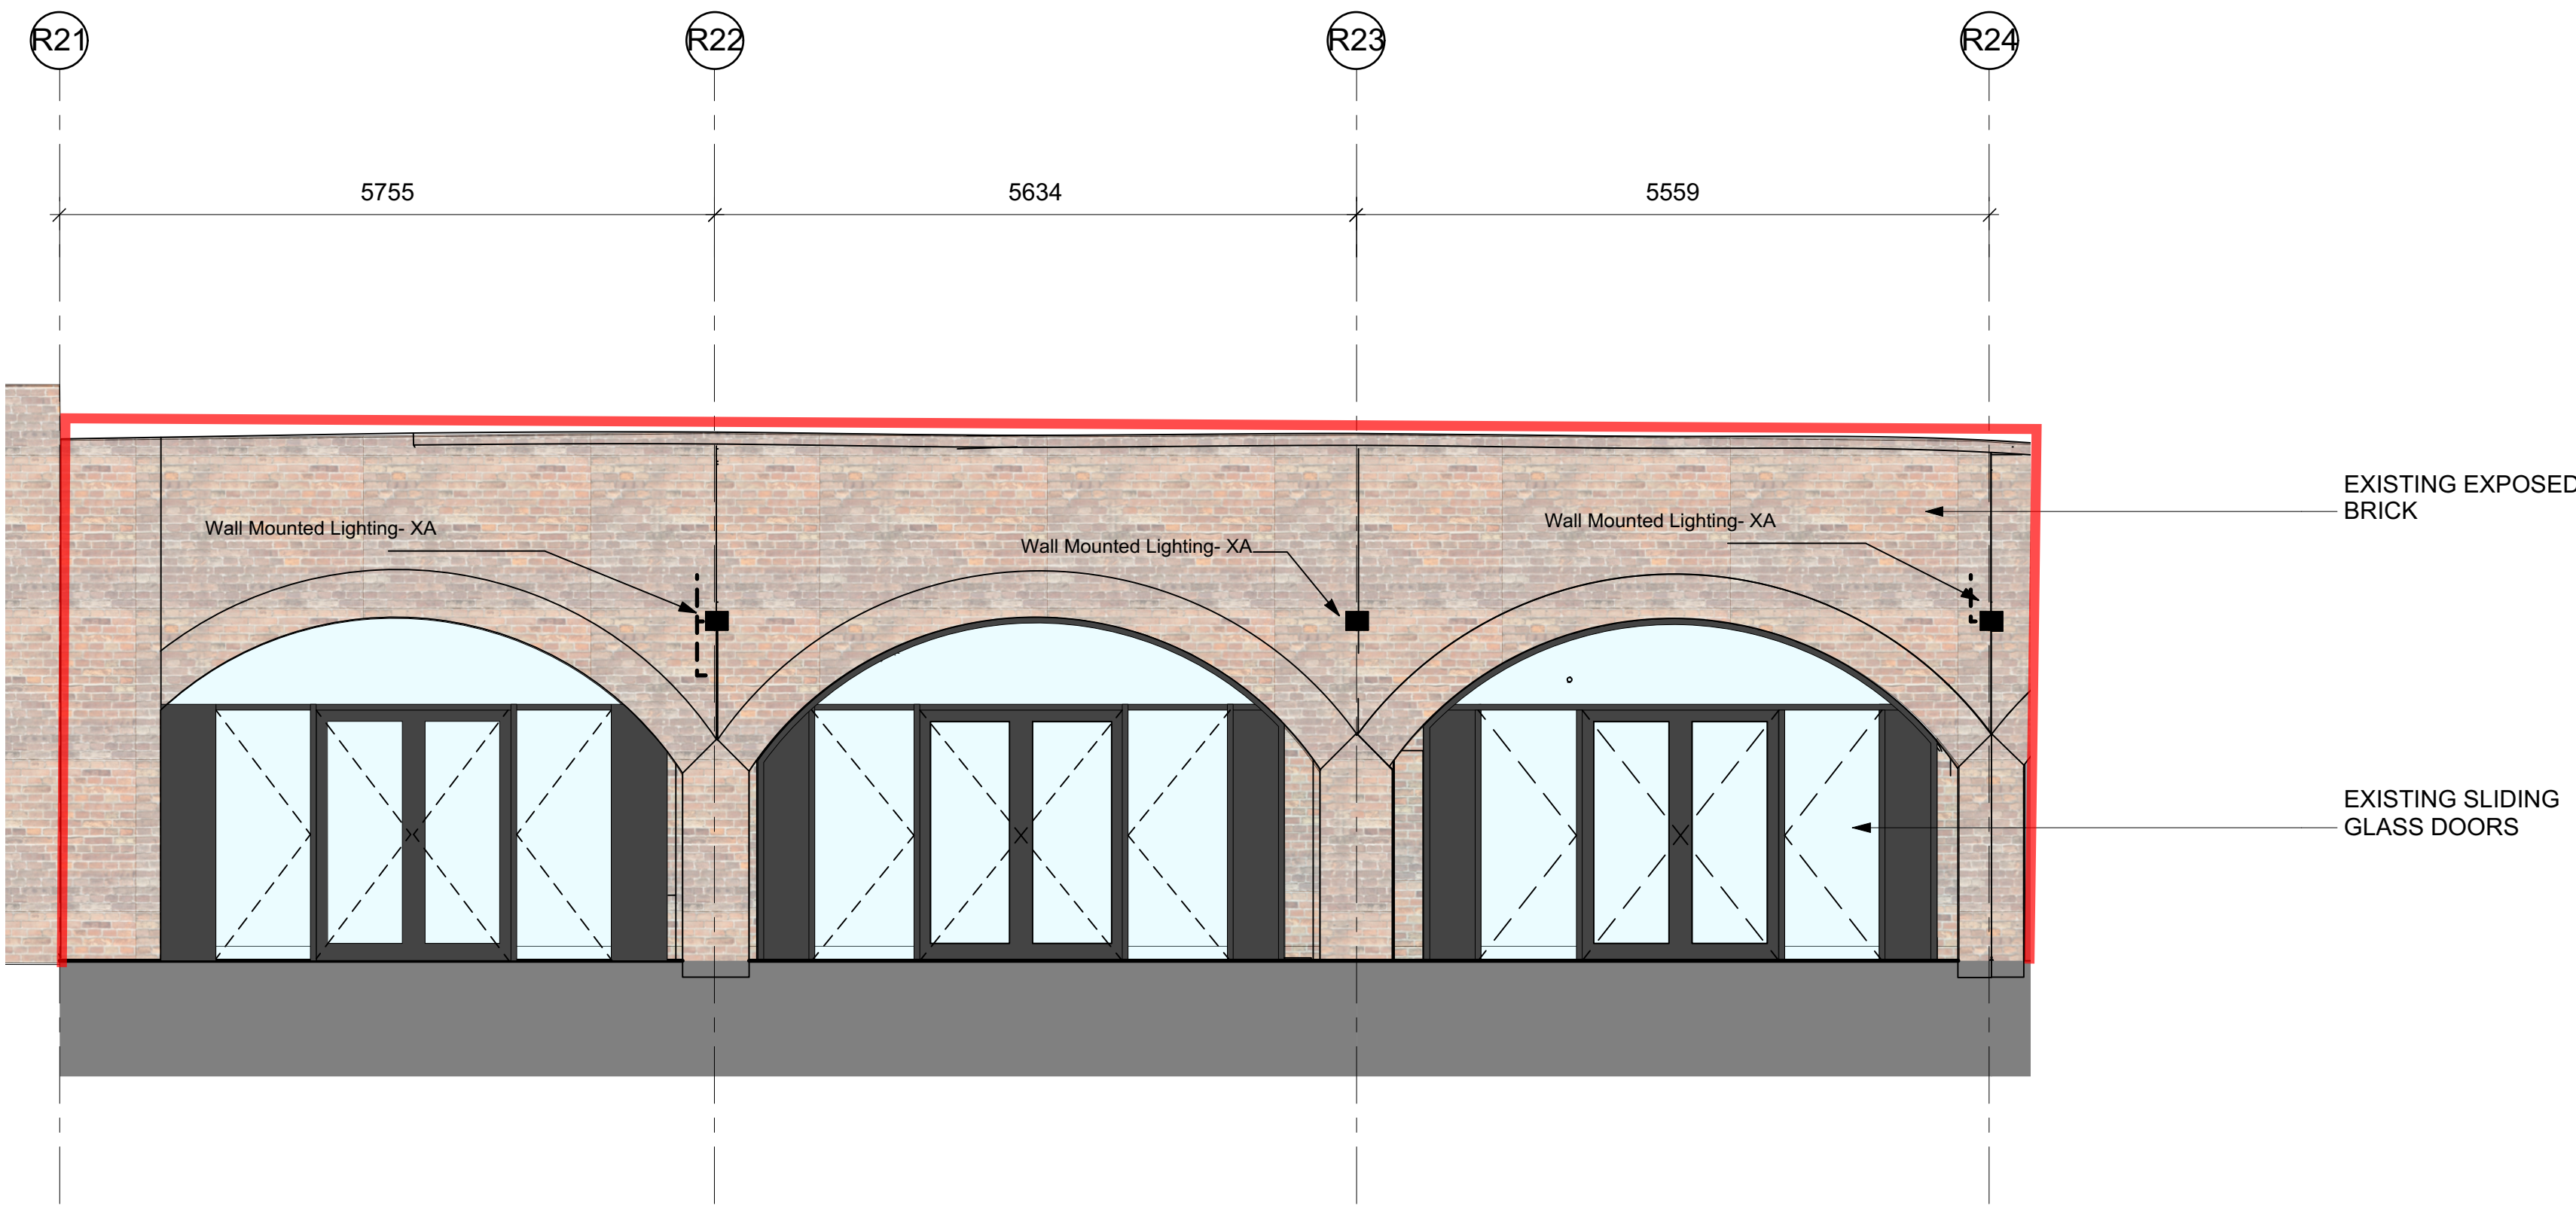 R21
R22
R23
R24
5755
5634
5559
Wall Mounted Lighting- XA
Wall Mounted Lighting- XA
Wall Mounted Lighting- XA
EXISTING EXPOSED
BRICK
EXISTING SLIDING
GLASS DOORS